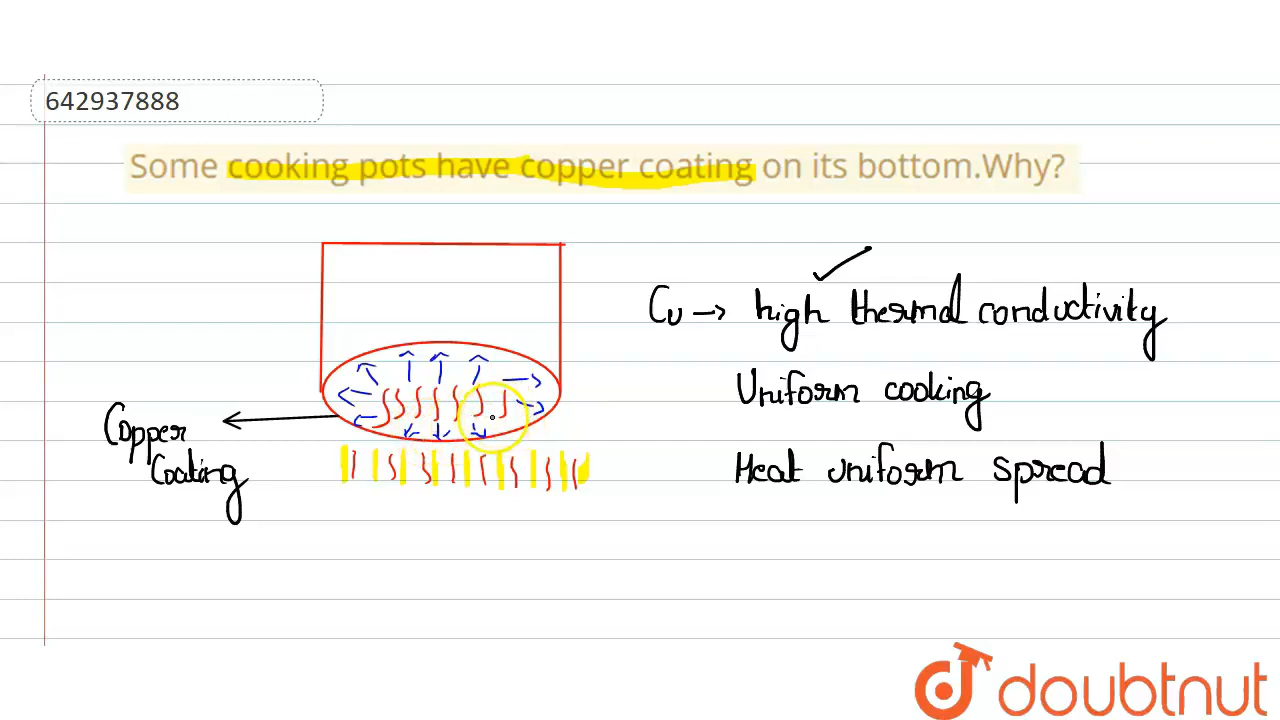 642937888
Some cooking pots have copper coating on its bottom.Why?
Cu → high thermal conductivity
Uniform cooking
Copper
Coating
Heat uniform spread
doubtnut